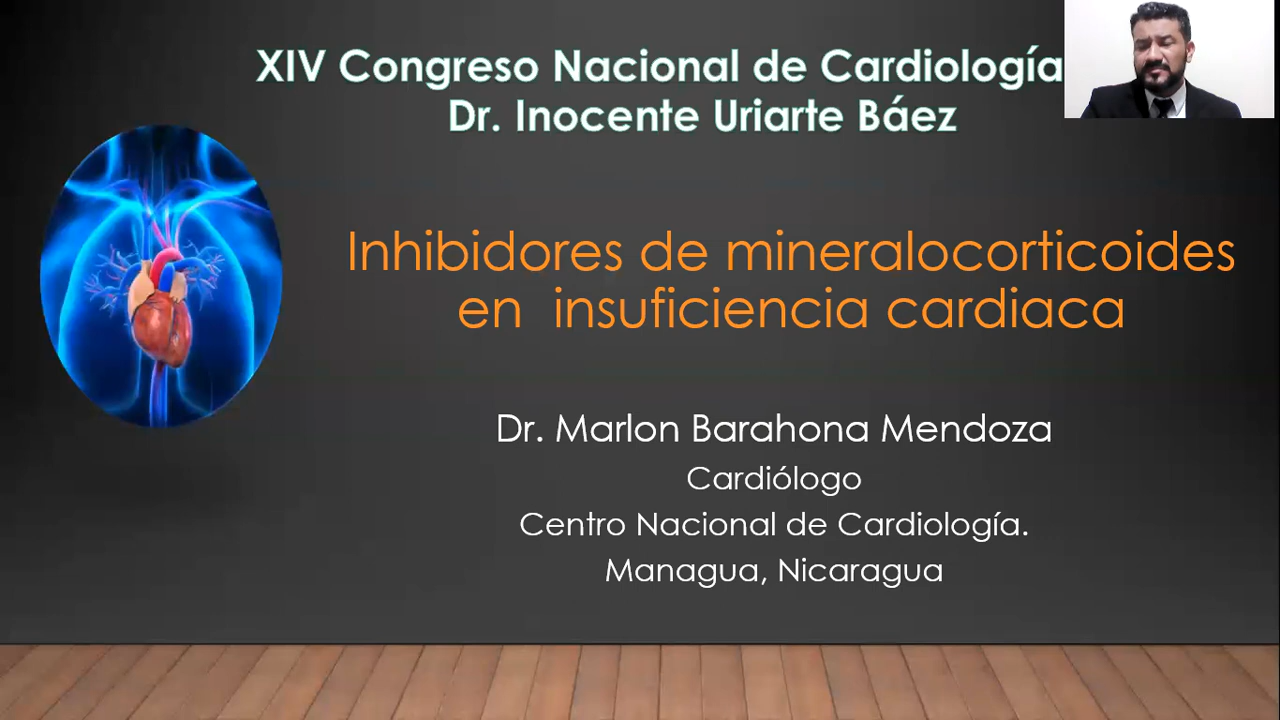 XIV Congreso Nacional de Cardiología
Dr. Inocente Uriarte Báez
Inhibidores de mineralocorticoides
en insuficiencia cardiaca
Dr. Marlon Barahona Mendoza
Cardiólogo
Centro Nacional de Cardiología.
Managua, Nicaragua